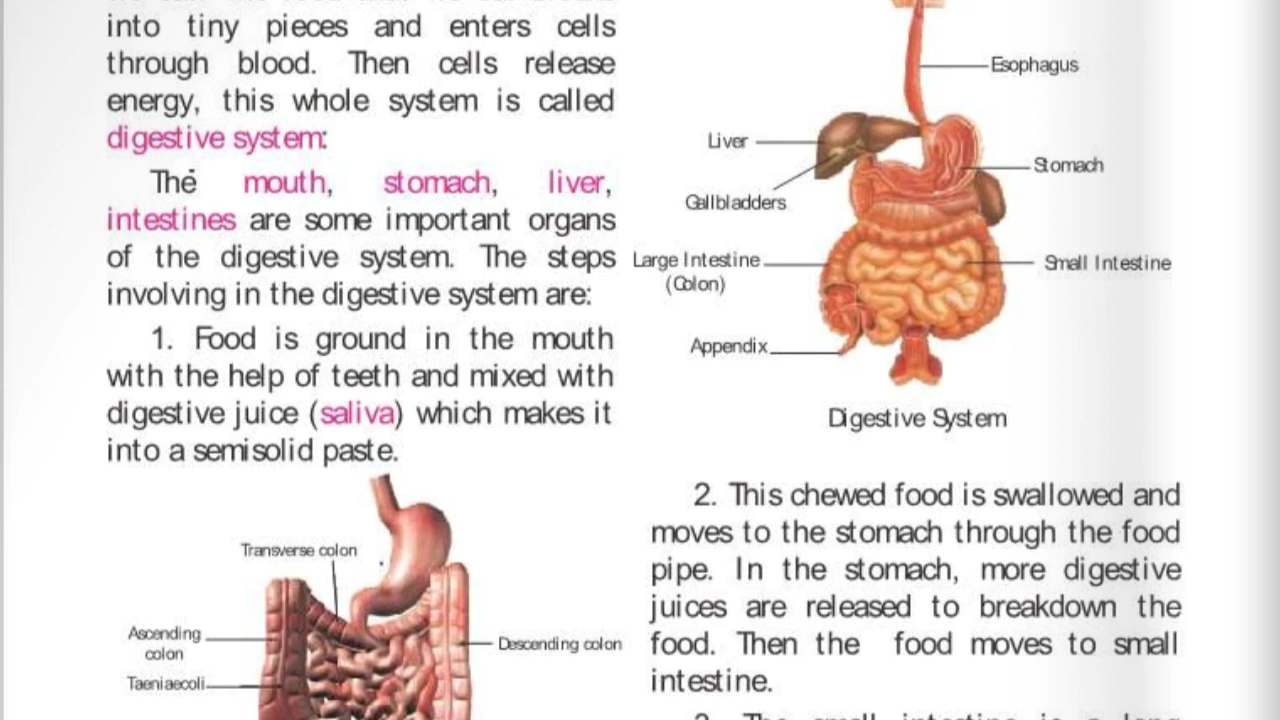 into tiny pieces and enters cells
through blood. Then cells release
energy, this whole system is called
digestive system:
The mouth, stomach, liver,
intestines are some important organs
of the digestive system. The steps
involving in the digestive system are:
1. Food is ground in the mouth
with the help of teeth and mixed with
digestive juice (saliva) which makes it
into a semisolid paste.
Transverse colon
Ascending
colon
Descending colon
Taeniaecoli
Esophagus
Liver
Stomach
Gallbladders
Large Intestine
(Colon)
Small Intestine
Appendix
Digestive System
2. This chewed food is swallowed and
moves to the stomach through the food
pipe. In the stomach, more digestive
juices are released to breakdown the
food. Then the food moves to small
intestine.
3. The small intestine is a long